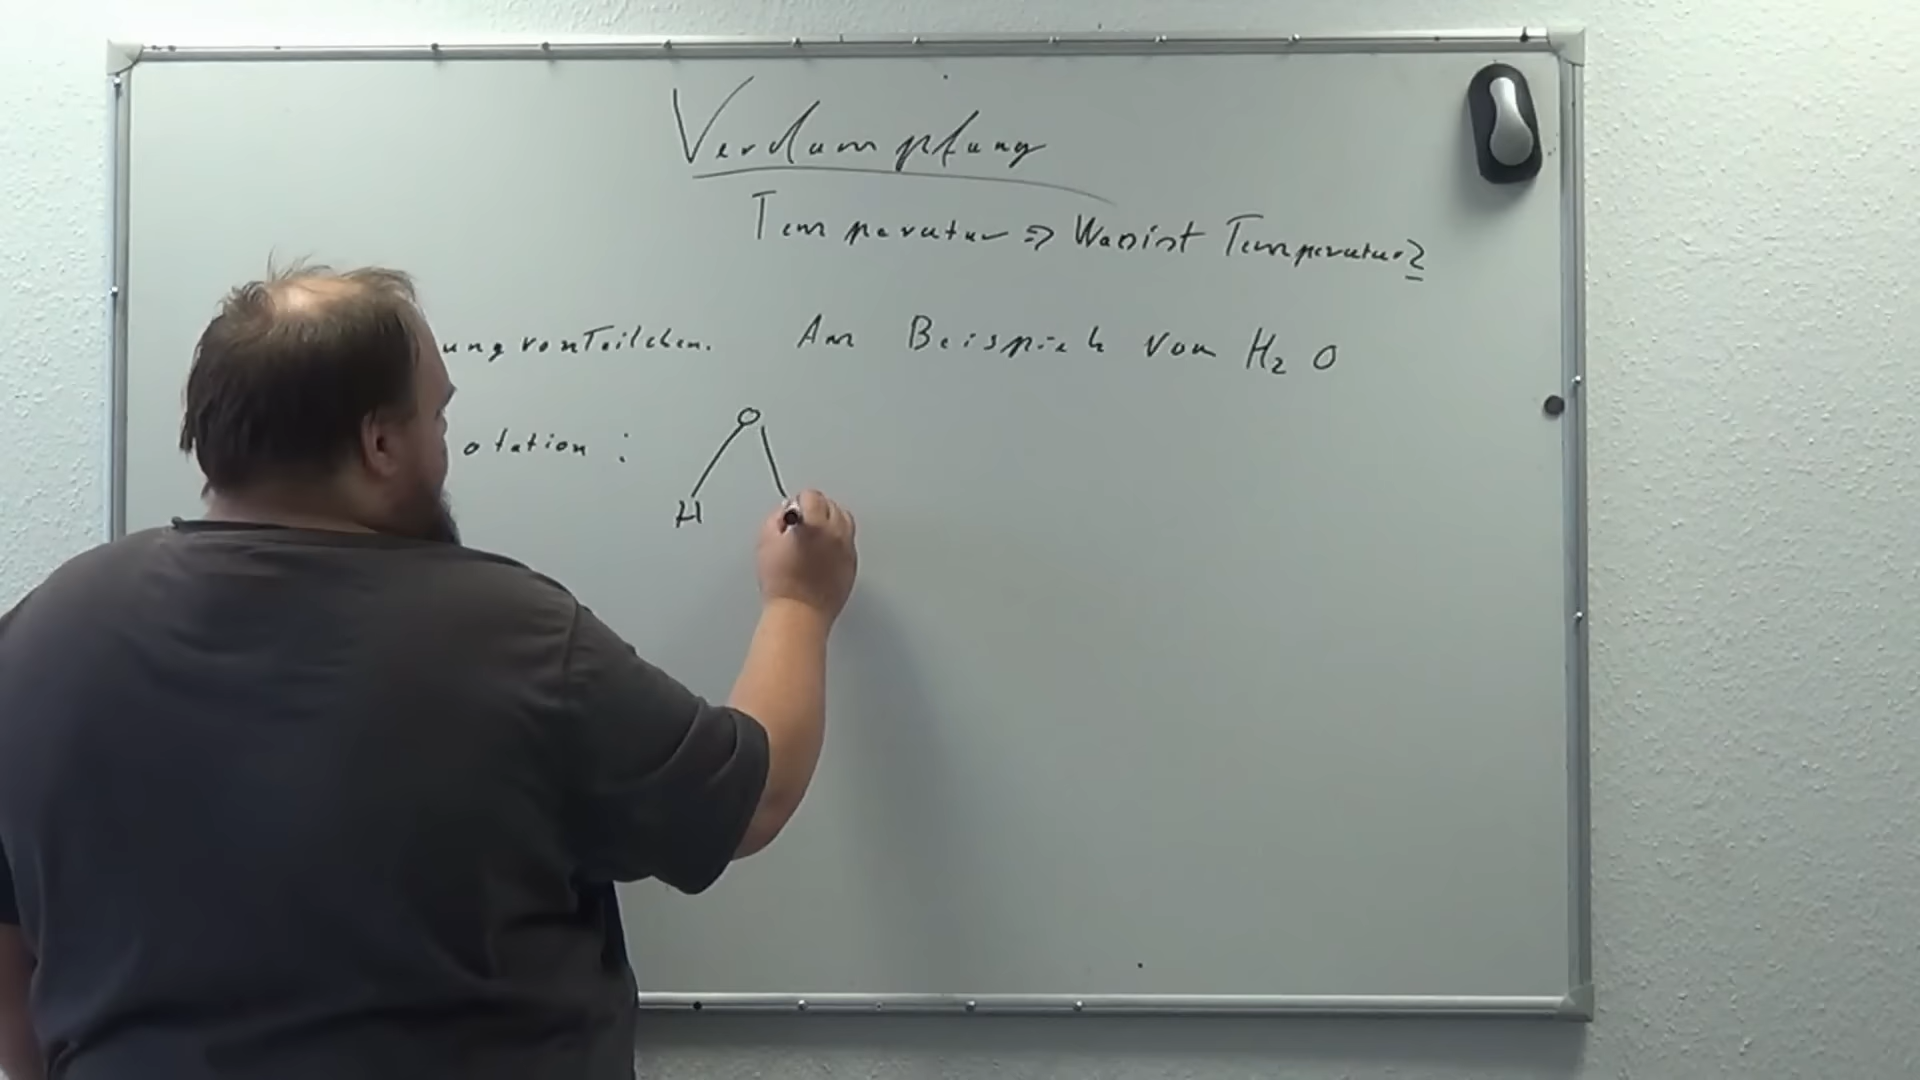 Verdampfung
Temperatur => Was ist Temperatur?
ung von Teilchen. Am Beispiel von H2O
otation:
O
H